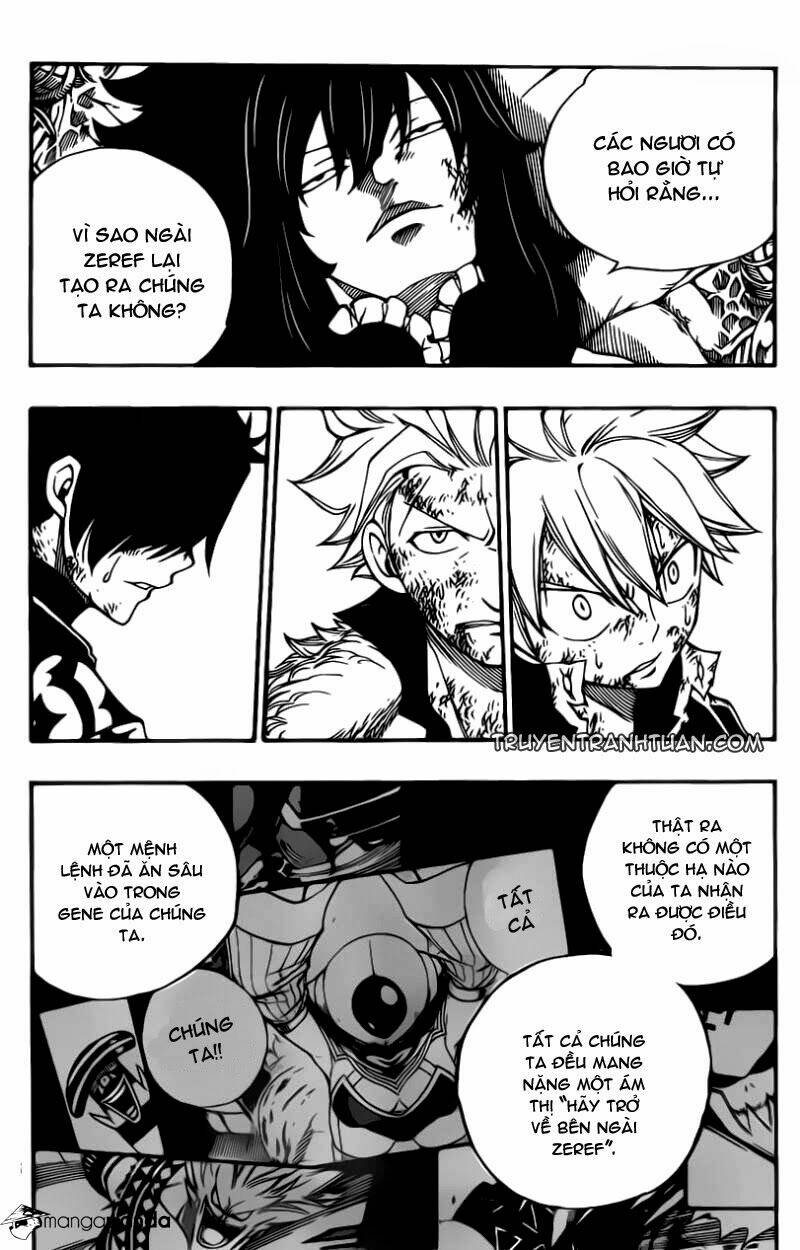 CÁC NGƯƠI CÓ
BAO GIỜ TỰ
HỎI RẰNG...
VÌ SAO NGÀI
ZEREF LẠI
TẠO RA CHÚNG
TA KHÔNG?
TRUYENTRANHTUAN.COM
THẬT RA
KHÔNG CÓ MỘT
THUỘC HẠ NÀO
CỦA TA NHẬN
RA ĐƯỢC ĐIỀU
ĐÓ.
MỘT MỆNH
LỆNH ĐÃ ĂN SÂU
VÀO TRONG
GENE CỦA CHÚNG
TA.
TẤT
CẢ
CHÚNG
TA!!
TẤT CẢ CHÚNG
TA ĐỀU MANG
NẶNG MỘT ÁM
THỊ "HÃY TRỞ
VỀ BÊN NGÀI
ZEREF".
mangapanda